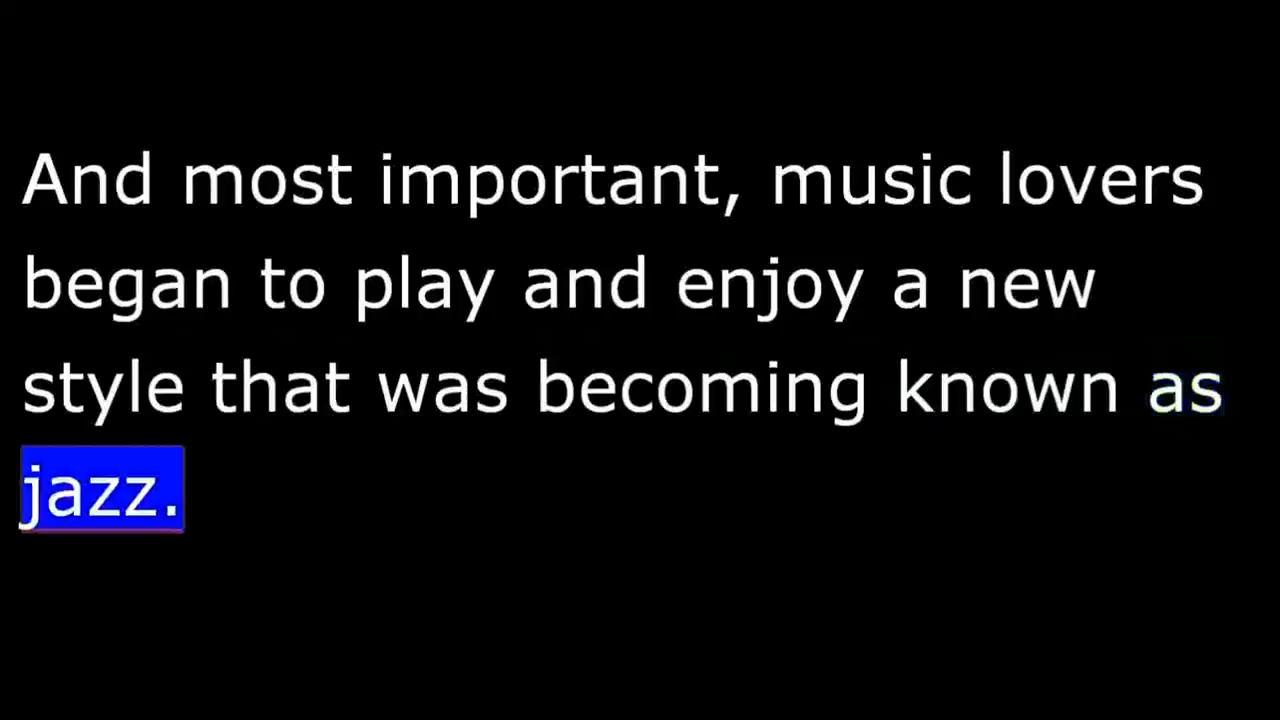 And most important, music lovers
began to play and enjoy a new
style that was becoming known as
jazz.